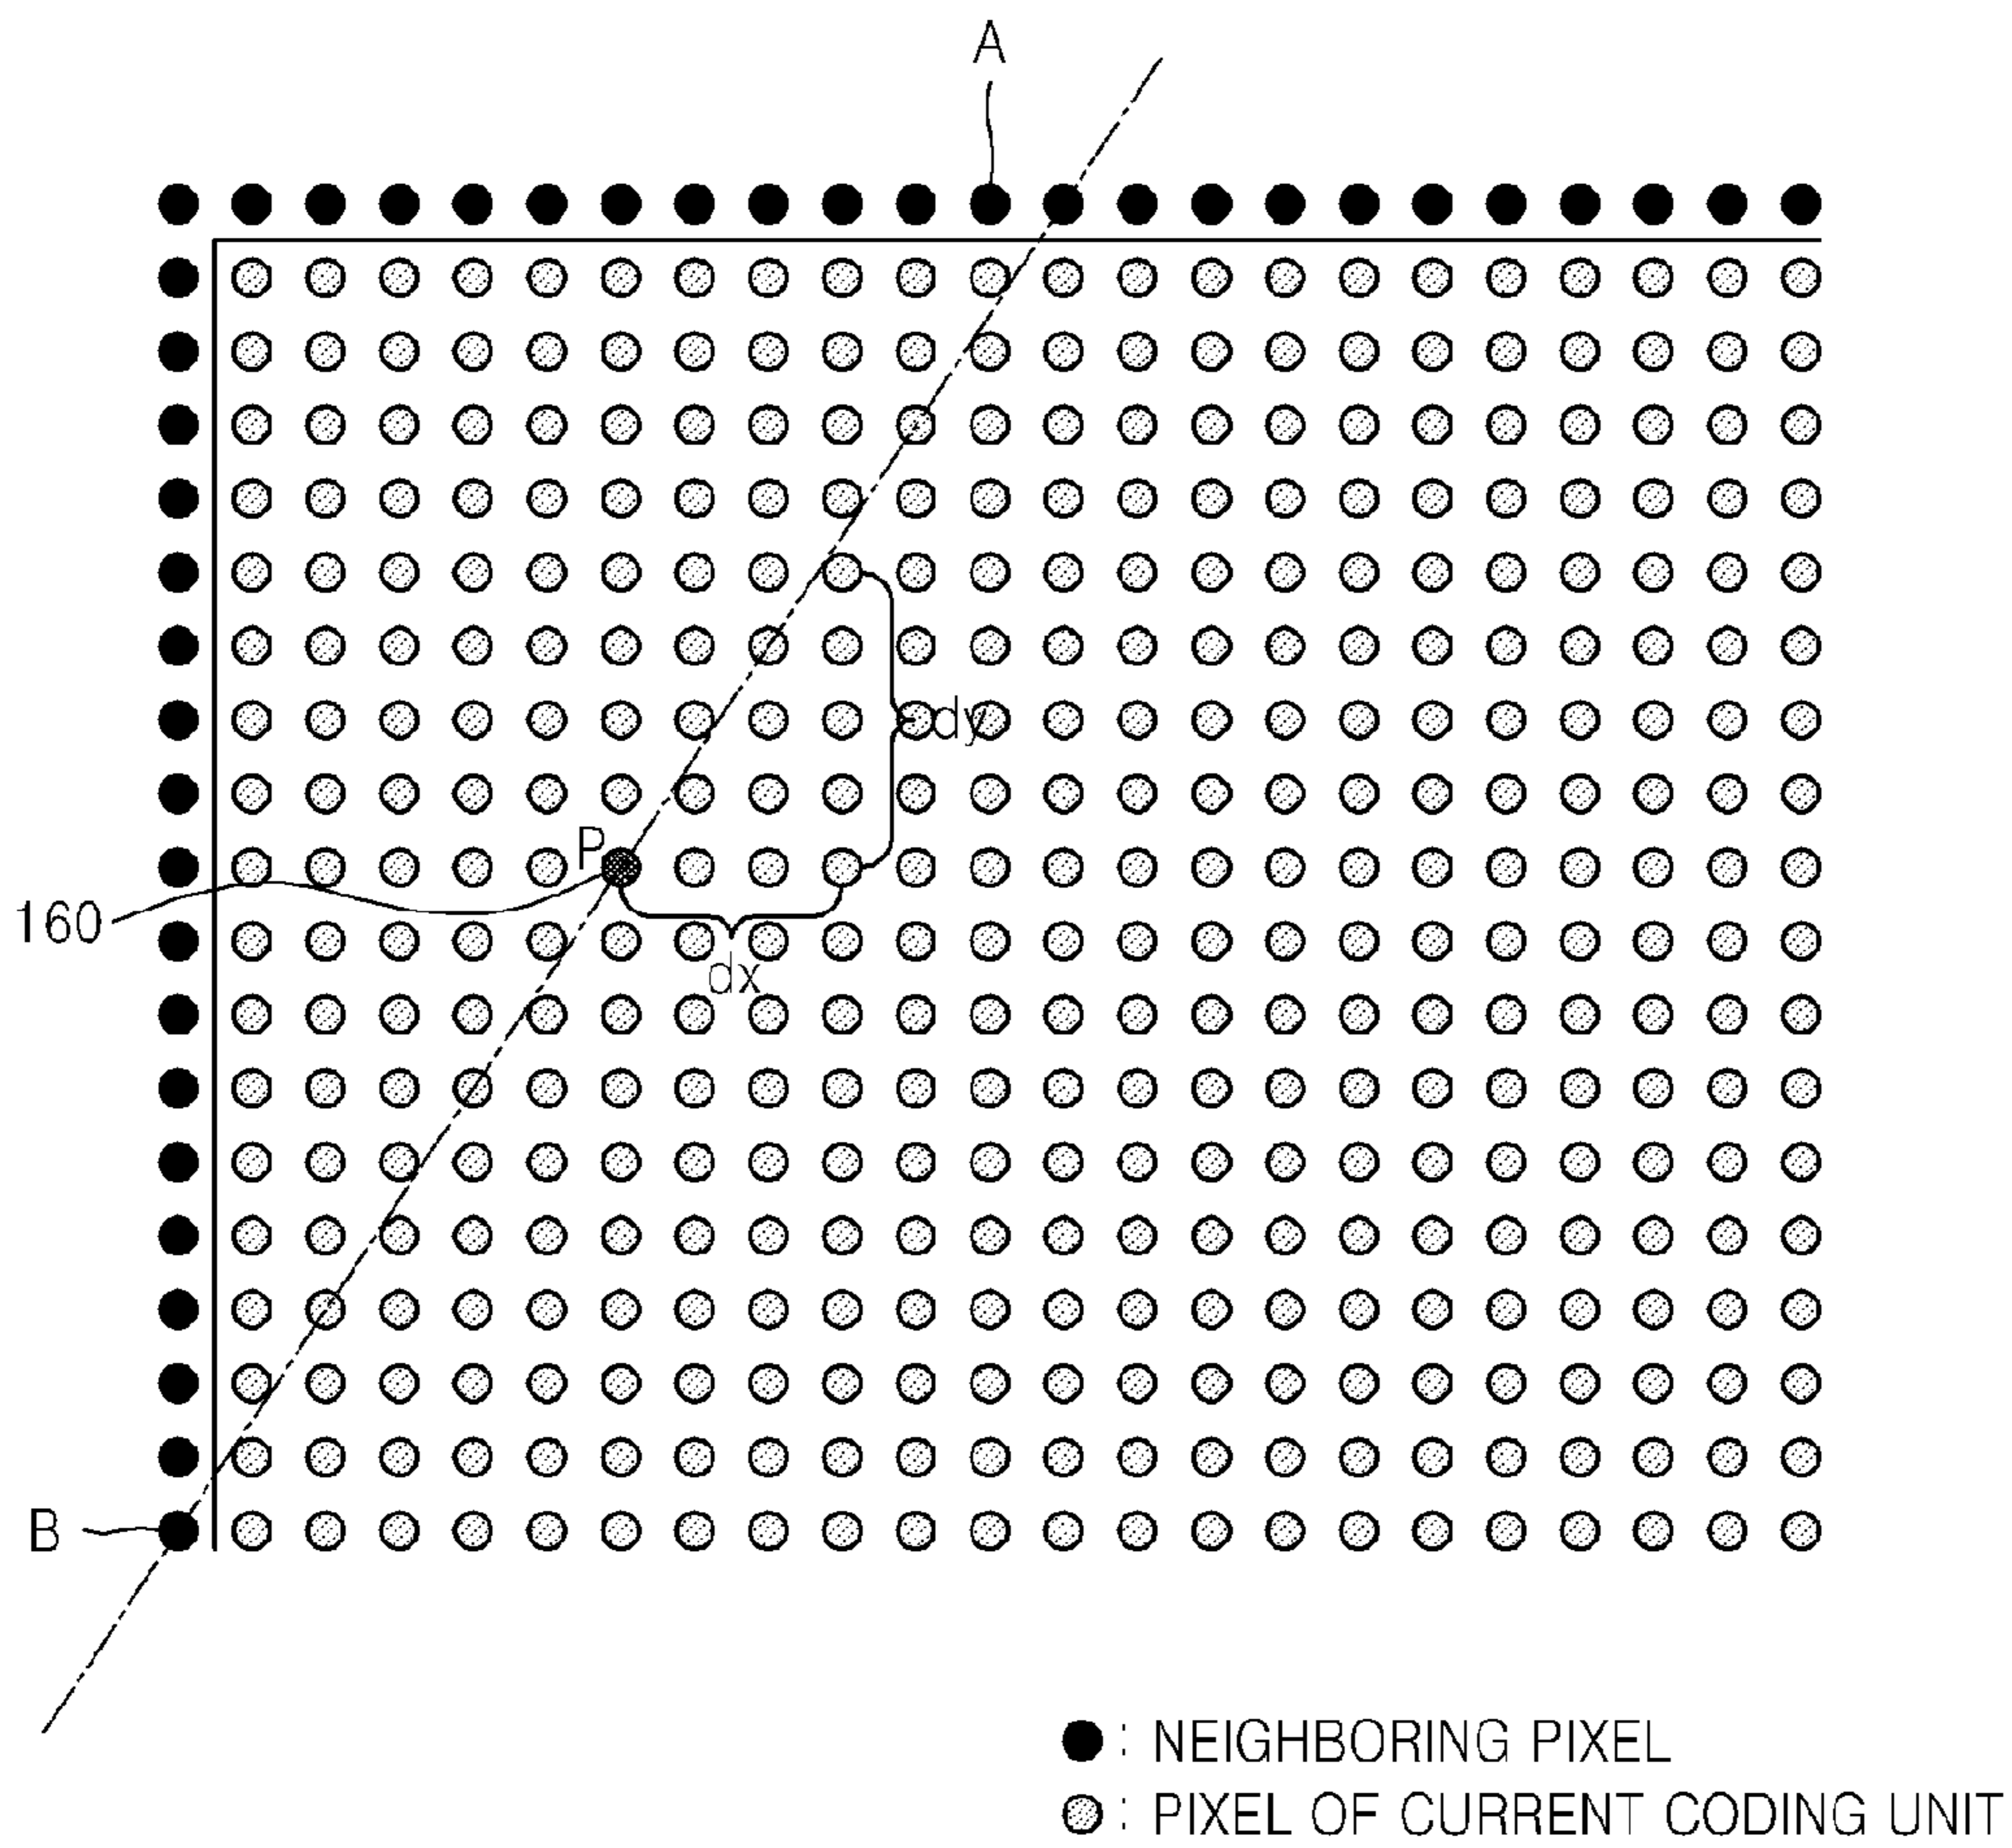 A
dy
P
160
dx
B
: NEIGHBORING PIXEL
: PIXEL OF CURRENT CODING UNIT